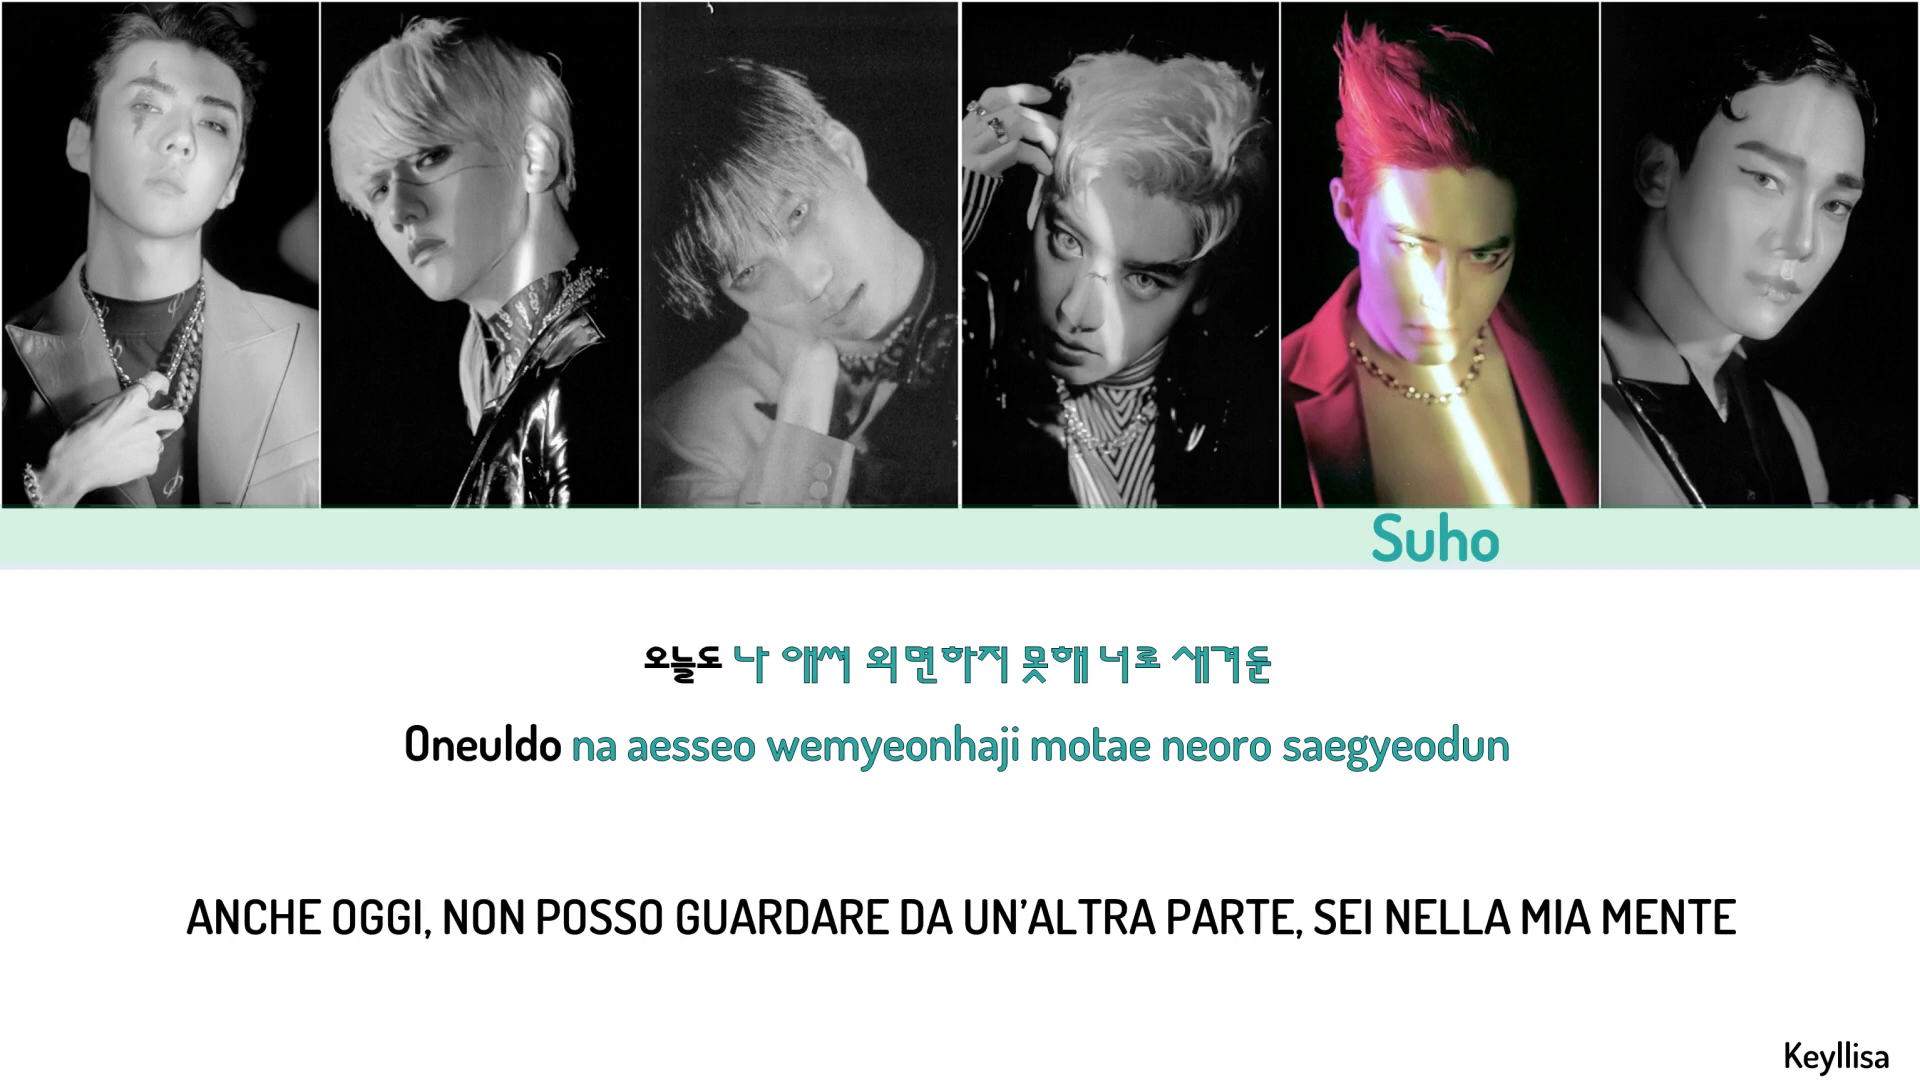 Suho
오늘도 나 애써 외면하지 못해 너로 새겨둔
Oneuldo na aesseo wemyeonhaji motae neoro saegyeodun
ANCHE OGGI, NON POSSO GUARDARE DA UN'ALTRA PARTE, SEI NELLA MIA MENTE
Keyllisa